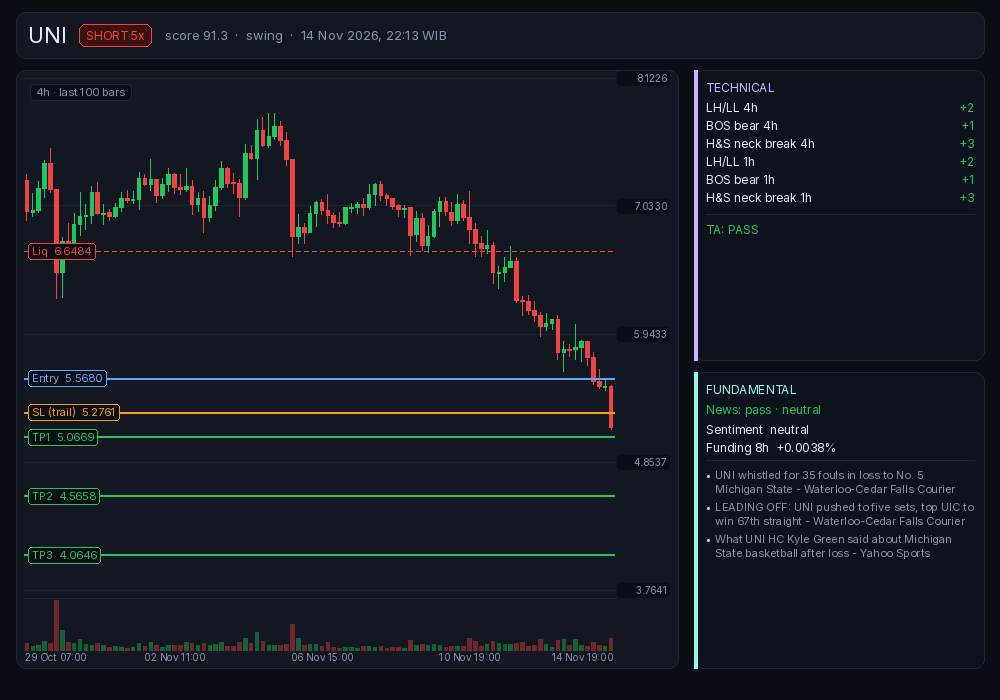 UNI SHORT 5x score 91.3 · swing · 14 Nov 2026, 22:13 WIB
4h · last 100 bars
8.1226
7.0330
Liq 6.6484
5.9433
Entry 5.5680
SL (trail) 5.2761
TP1 5.0669
4.8537
TP2 4.5658
TP3 4.0646
3.7641
29 Oct 07:00 02 Nov 11:00 06 Nov 15:00 10 Nov 19:00 14 Nov 19:00
TECHNICAL
LH/LL 4h +2
BOS bear 4h +1
H&S neck break 4h +3
LH/LL 1h +2
BOS bear 1h +1
H&S neck break 1h +3
TA: PASS
FUNDAMENTAL
News: pass · neutral
Sentiment neutral
Funding 8h +0.0038%
• UNI whistled for 35 fouls in loss to No. 5
Michigan State - Waterloo-Cedar Falls Courier
• LEADING OFF: UNI pushed to five sets, top UIC to
win 67th straight - Waterloo-Cedar Falls Courier
• What UNI HC Kyle Green said about Michigan
State basketball after loss - Yahoo Sports